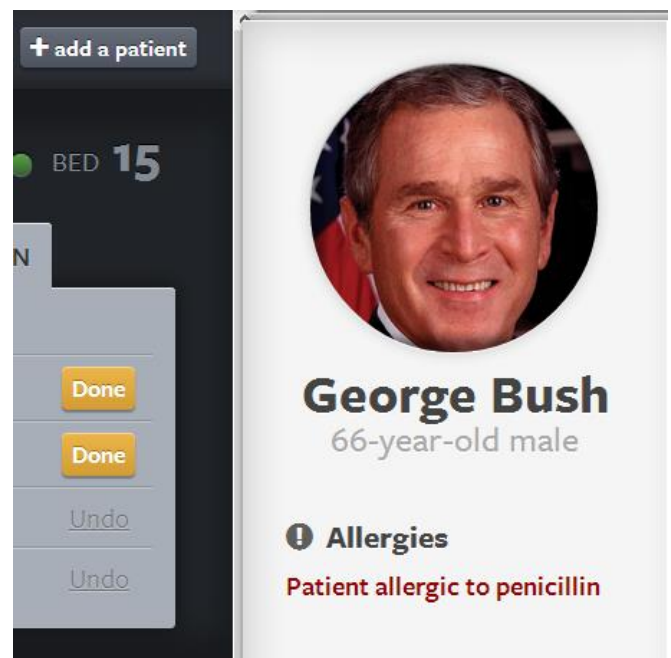 + add a patient
BED 15
N
Done
Done
Undo
Undo
George Bush
66-year-old male
! Allergies
Patient allergic to penicillin